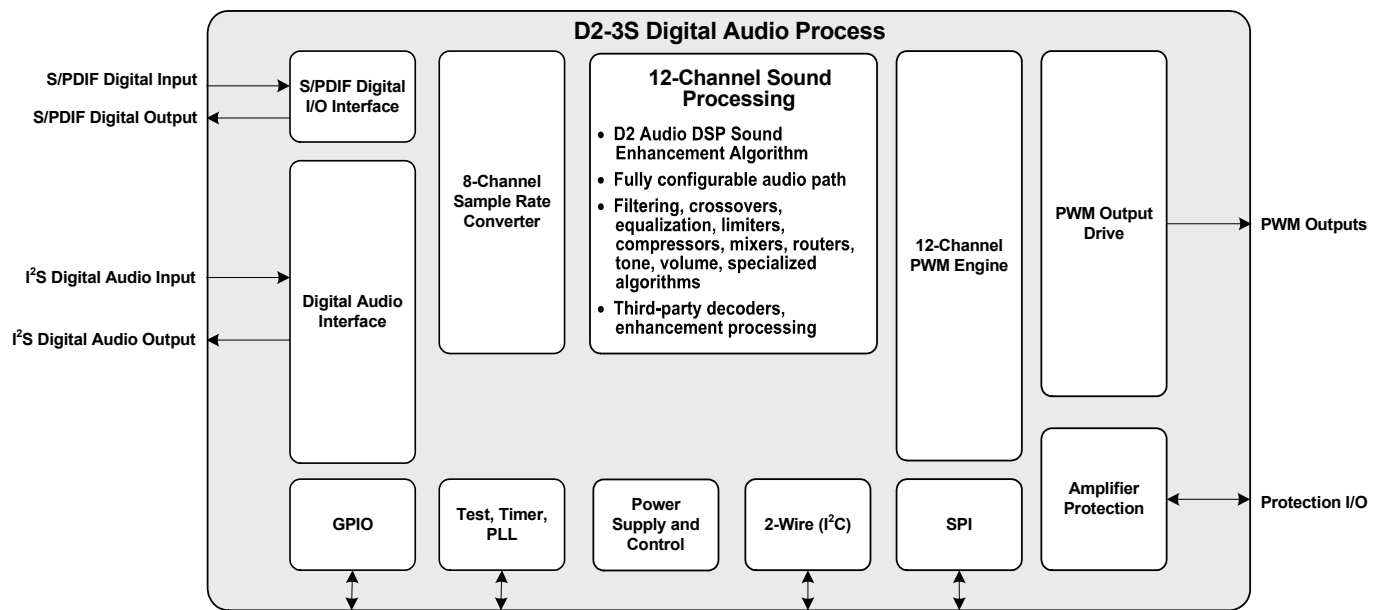 D2-3S Digital Audio Process
S/PDIF Digital Input
S/PDIF Digital Output
I²S Digital Audio Input
I²S Digital Audio Output
S/PDIF Digital
I/O Interface
Digital Audio
Interface
8-Channel
Sample Rate
Converter
12-Channel Sound
Processing
• D2 Audio DSP Sound
Enhancement Algorithm
• Fully configurable audio path
• Filtering, crossovers,
equalization, limiters,
compressors, mixers, routers,
tone, volume, specialized
algorithms
• Third-party decoders,
enhancement processing
12-Channel
PWM Engine
PWM Output
Drive
PWM Outputs
Amplifier
Protection
Protection I/O
GPIO
Test, Timer,
PLL
Power
Supply and
Control
2-Wire (I²C)
SPI